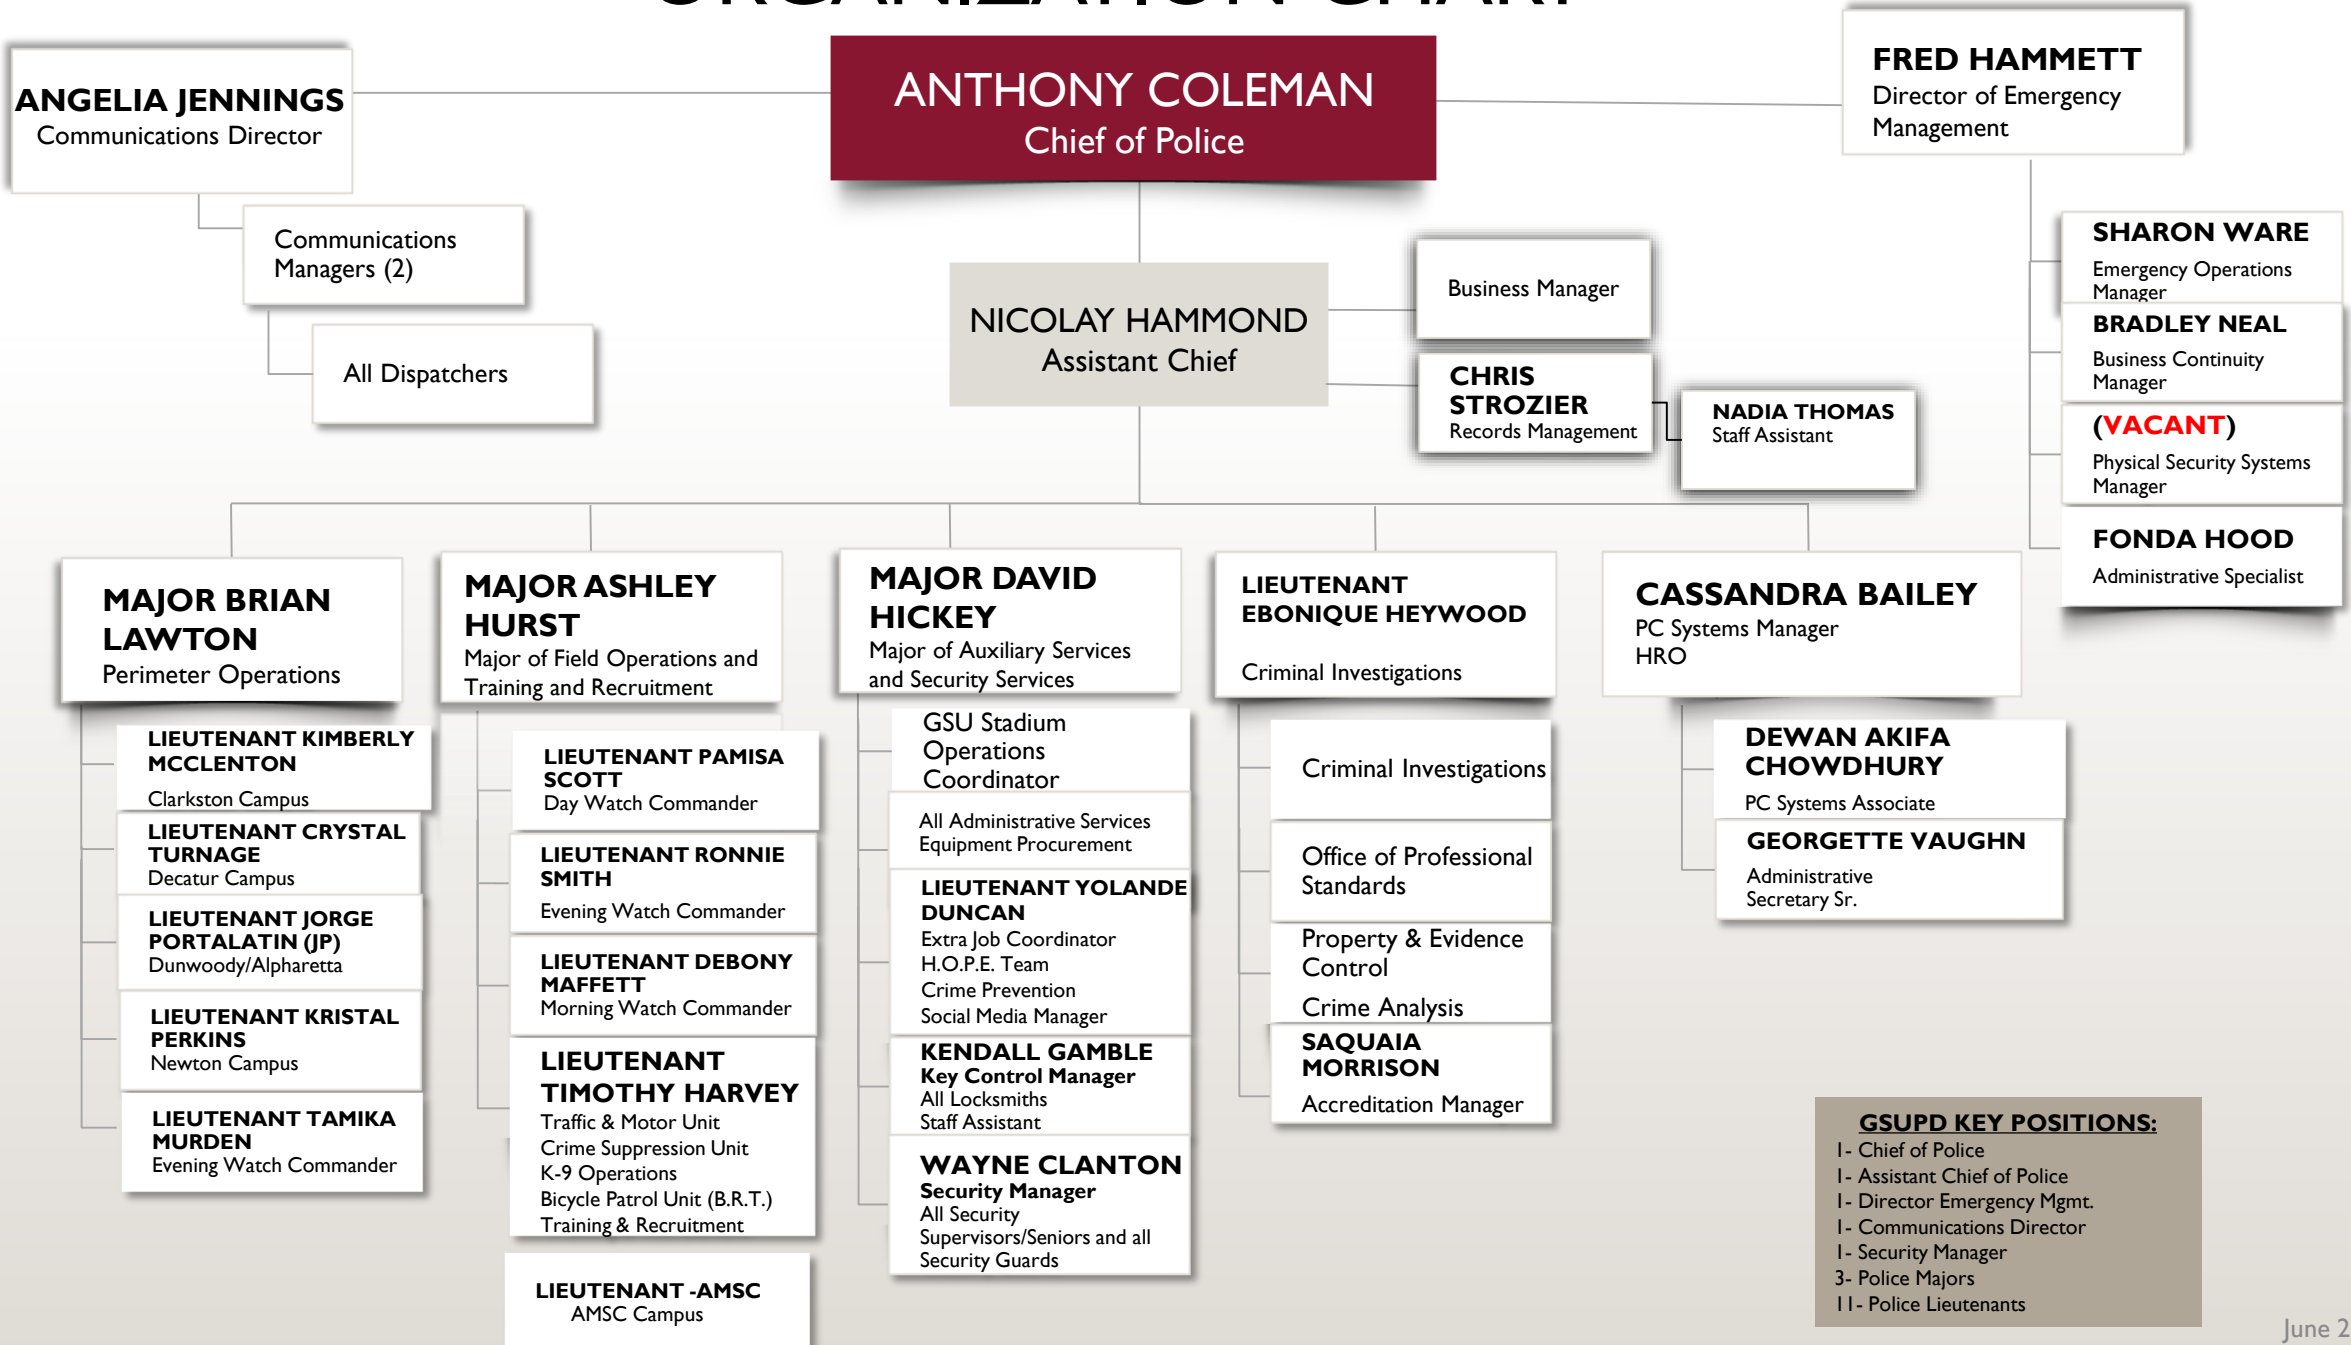 ORGANIZATION CHART
ANGELIA JENNINGS
Communications Director
ANTHONY COLEMAN
Chief of Police
FRED HAMMETT
Director of Emergency
Management
Communications
Managers (2)
All Dispatchers
NICOLAY HAMMOND
Assistant Chief
Business Manager
CHRIS
STROZIER
Records Management
NADIA THOMAS
Staff Assistant
SHARON WARE
Emergency Operations
Manager
BRADLEY NEAL
Business Continuity
Manager
(VACANT)
Physical Security Systems
Manager
FONDA HOOD
Administrative Specialist
MAJOR BRIAN
LAWTON
Perimeter Operations
LIEUTENANT KIMBERLY
MCCLENTON
Clarkston Campus
LIEUTENANT CRYSTAL
TURNAGE
Decatur Campus
LIEUTENANT JORGE
PORTALATIN (JP)
Dunwoody/Alpharetta
LIEUTENANT KRISTAL
PERKINS
Newton Campus
LIEUTENANT TAMIKA
MURDEN
Evening Watch Commander
MAJOR ASHLEY
HURST
Major of Field Operations and
Training and Recruitment
LIEUTENANT PAMISA
SCOTT
Day Watch Commander
LIEUTENANT RONNIE
SMITH
Evening Watch Commander
LIEUTENANT DEBONY
MAFFETT
Morning Watch Commander
LIEUTENANT
TIMOTHY HARVEY
Traffic & Motor Unit
Crime Suppression Unit
K-9 Operations
Bicycle Patrol Unit (B.R.T.)
Training & Recruitment
LIEUTENANT -AMSC
AMSC Campus
MAJOR DAVID
HICKEY
Major of Auxiliary Services
and Security Services
GSU Stadium
Operations
Coordinator
All Administrative Services
Equipment Procurement
LIEUTENANT YOLANDE
DUNCAN
Extra Job Coordinator
H.O.P.E. Team
Crime Prevention
Social Media Manager
KENDALL GAMBLE
Key Control Manager
All Locksmiths
Staff Assistant
WAYNE CLANTON
Security Manager
All Security
Supervisors/Seniors and all
Security Guards
LIEUTENANT
EBONIQUE HEYWOOD
Criminal Investigations
Criminal Investigations
Office of Professional
Standards
Property & Evidence
Control
Crime Analysis
SAQUAIA
MORRISON
Accreditation Manager
CASSANDRA BAILEY
PC Systems Manager
HRO
DEWAN AKIFA
CHOWDHURY
PC Systems Associate
GEORGETTE VAUGHN
Administrative
Secretary Sr.
GSUPD KEY POSITIONS:
1- Chief of Police
1- Assistant Chief of Police
1- Director Emergency Mgmt.
1- Communications Director
1- Security Manager
3- Police Majors
11- Police Lieutenants
June 2